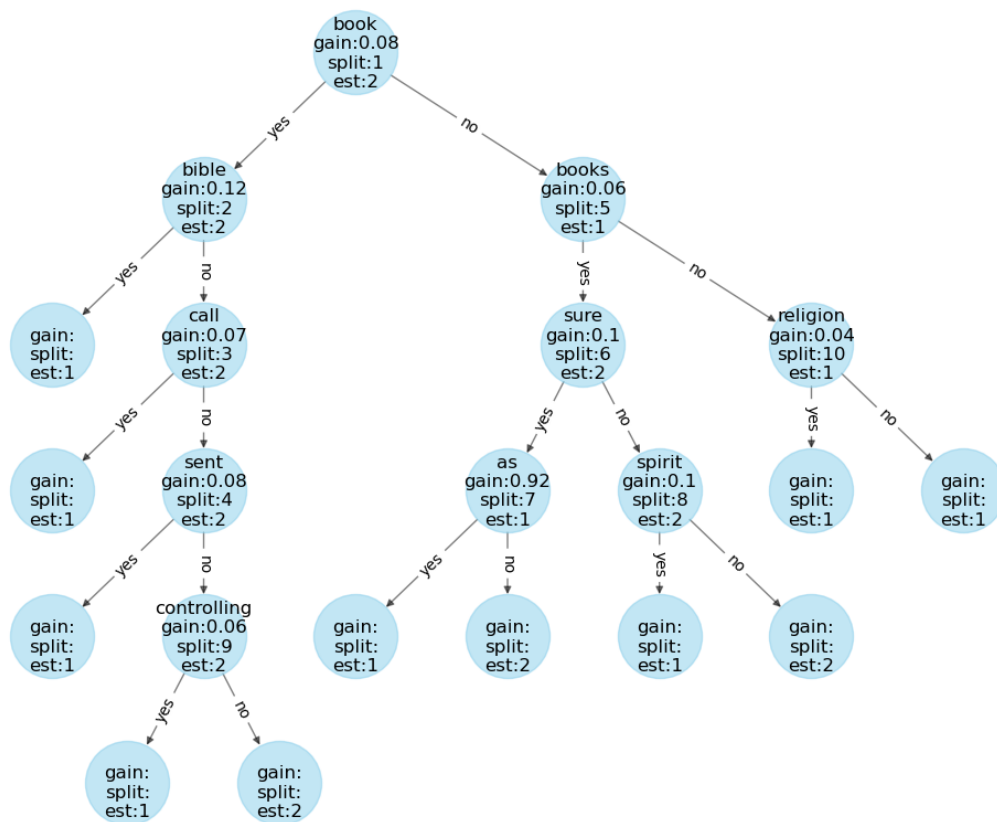 book
gain:0.08
split:1
est:2
yes
no
bible
gain:0.12
split:2
est:2
books
gain:0.06
split:5
est:1
yes
no
yes
no
gain:
split:
est:1
call
gain:0.07
split:3
est:2
sure
gain:0.1
split:6
est:2
religion
gain:0.04
split:10
est:1
yes
no
yes
no
yes
no
gain:
split:
est:1
sent
gain:0.08
split:4
est:2
as
gain:0.92
split:7
est:1
spirit
gain:0.1
split:8
est:2
gain:
split:
est:1
gain:
split:
est:1
yes
no
yes
no
yes
no
gain:
split:
est:1
controlling
gain:0.06
split:9
est:2
gain:
split:
est:1
gain:
split:
est:2
gain:
split:
est:1
gain:
split:
est:2
yes
no
gain:
split:
est:1
gain:
split:
est:2